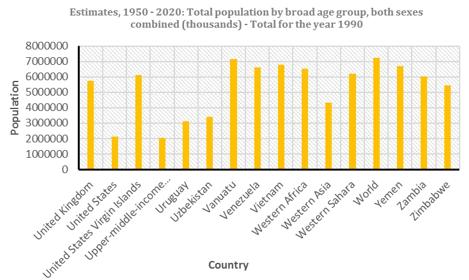 Estimates, 1950 - 2020: Total population by broad age group, both sexes
combined (thousands) - Total for the year 1990
8000000
7000000
6000000
5000000
4000000
3000000
2000000
1000000
0
Population
United Kingdom
United States
United States Virgin Islands
Upper-middle-income...
Uruguay
Uzbekistan
Vanuatu
Venezuela
Vietnam
Western Africa
Western Asia
Western Sahara
World
Yemen
Zambia
Zimbabwe
Country